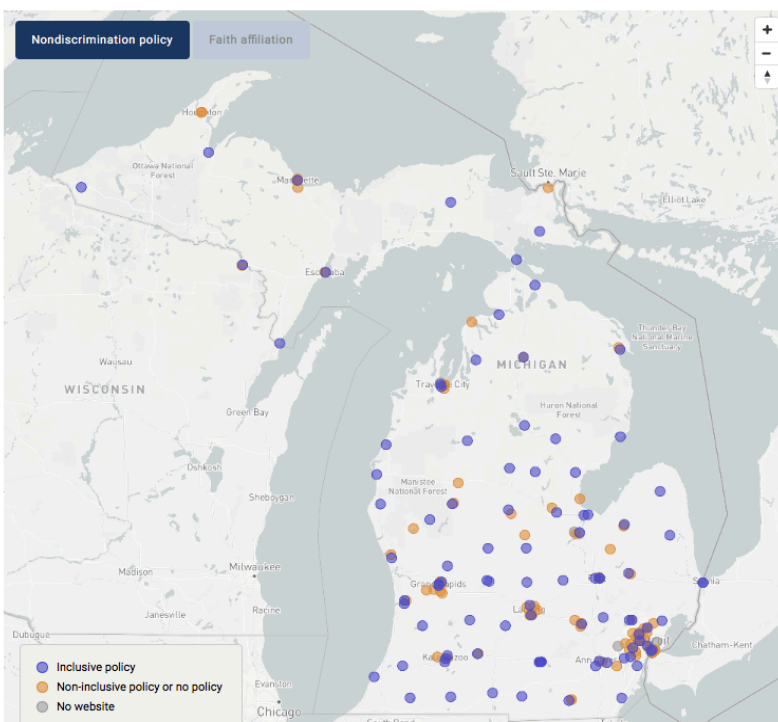 Nondiscrimination policy
Faith affiliation
Houghton
Ottawa National
Forest
Marquette
Sault Ste. Marie
Elliot Lake
Escanaba
Thunder Bay
National Marine
Sanctuary
Wausau
MICHIGAN
WISCONSIN
Traverse City
Green Bay
Huron National
Forest
Oshkosh
Manistee
National Forest
Sheboygan
Madison
Milwaukee
Grand Rapids
Sarnia
Janesville
Racine
Lansing
Dubuque
Kalamazoo
Ann
Chatham-Kent
Inclusive policy
Non-inclusive policy or no policy
No website
Evanston
Chicago
South Bend